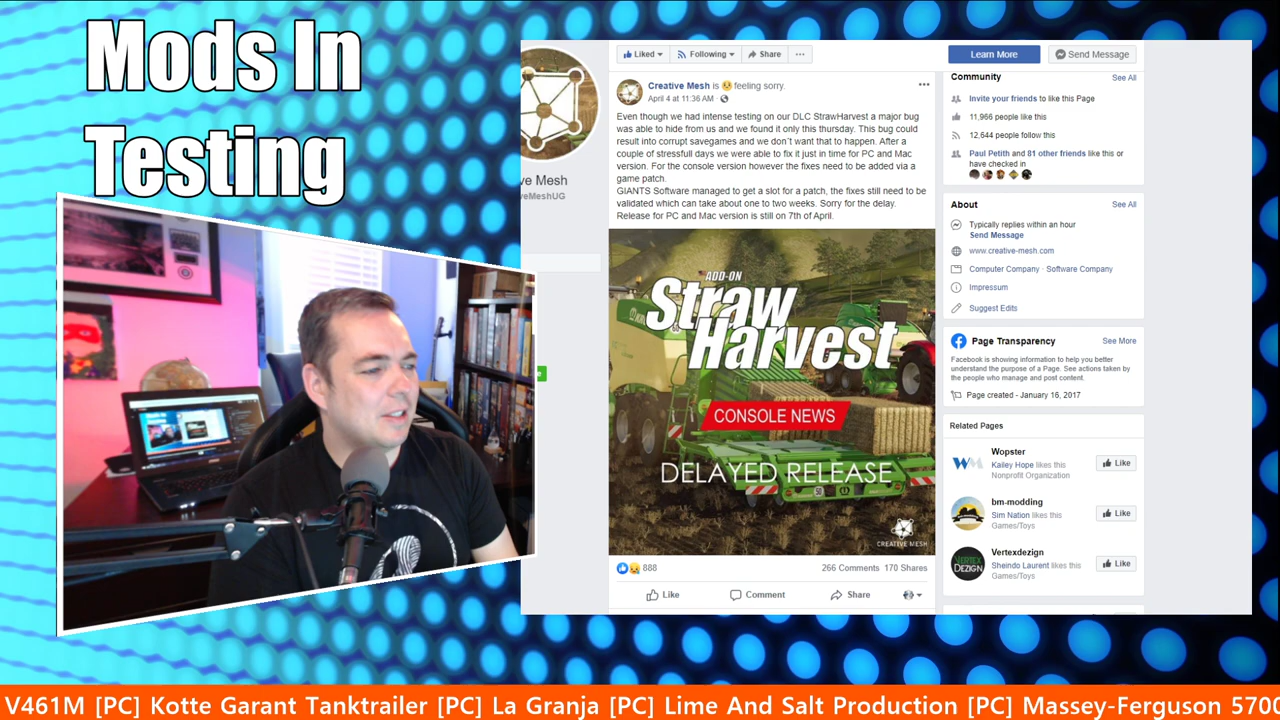 Mods In
Testing
Liked
Following
Share
Learn More
Send Message
ve Mesh
veMeshUG
Creative Mesh is feeling sorry.
April 4 at 11:36 AM
Even though we had intense testing on our DLC StrawHarvest a major bug
was able to hide from us and we found it only this thursday. This bug could
result into corrupt savegames and we don´t want that to happen. After a
couple of stressfull days we were able to fix it just in time for PC and Mac
version. For the console version however the fixes need to be added via a
game patch.
GIANTS Software managed to get a slot for a patch, the fixes still need to be
validated which can take about one to two weeks. Sorry for the delay.
Release for PC and Mac version is still on 7th of April.
ADD-ON
Straw
Harvest
CONSOLE NEWS
DELAYED RELEASE
CREATIVE MESH
888
266 Comments 170 Shares
Like
Comment
Share
Community
See All
Invite your friends to like this Page
11,966 people like this
12,644 people follow this
Paul Petith and 81 other friends like this or
have checked in
About
See All
Typically replies within an hour
Send Message
www.creative-mesh.com
Computer Company · Software Company
Impressum
Suggest Edits
Page Transparency
See More
Facebook is showing information to help you better
understand the purpose of a Page. See actions taken by
the people who manage and post content.
Page created - January 16, 2017
Related Pages
Wopster
Kailey Hope likes this
Nonprofit Organization
Like
bm-modding
Sim Nation likes this
Games/Toys
Like
Vertexdezign
Sheindo Laurent likes this
Games/Toys
Like
V461M [PC] Kotte Garant Tanktrailer [PC] La Granja [PC] Lime And Salt Production [PC] Massey-Ferguson 5700